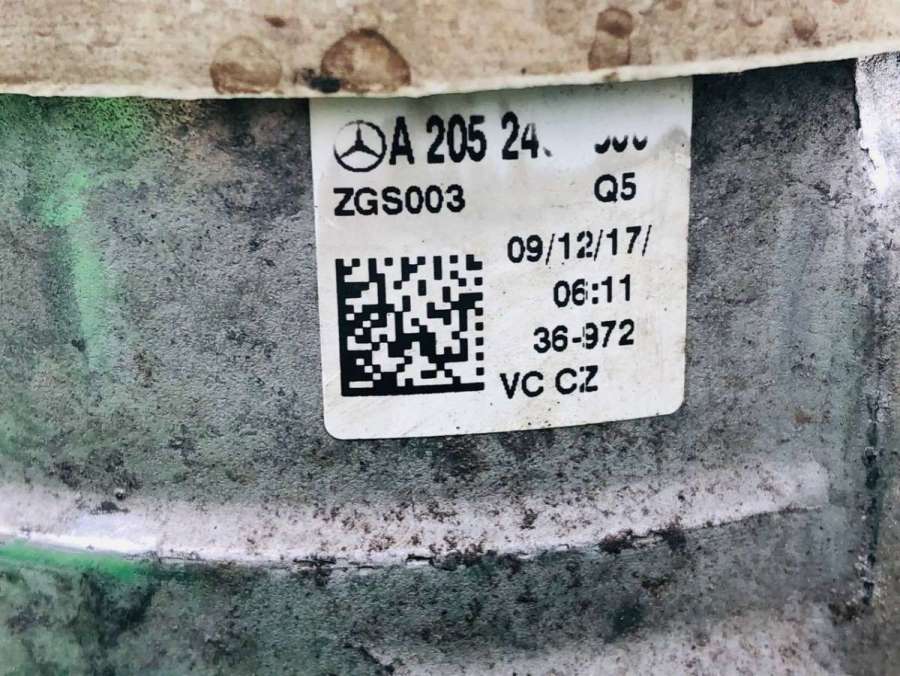 A 205 24
ZGS003 Q5
09/12/17/
06:11
36-972
VC CZ